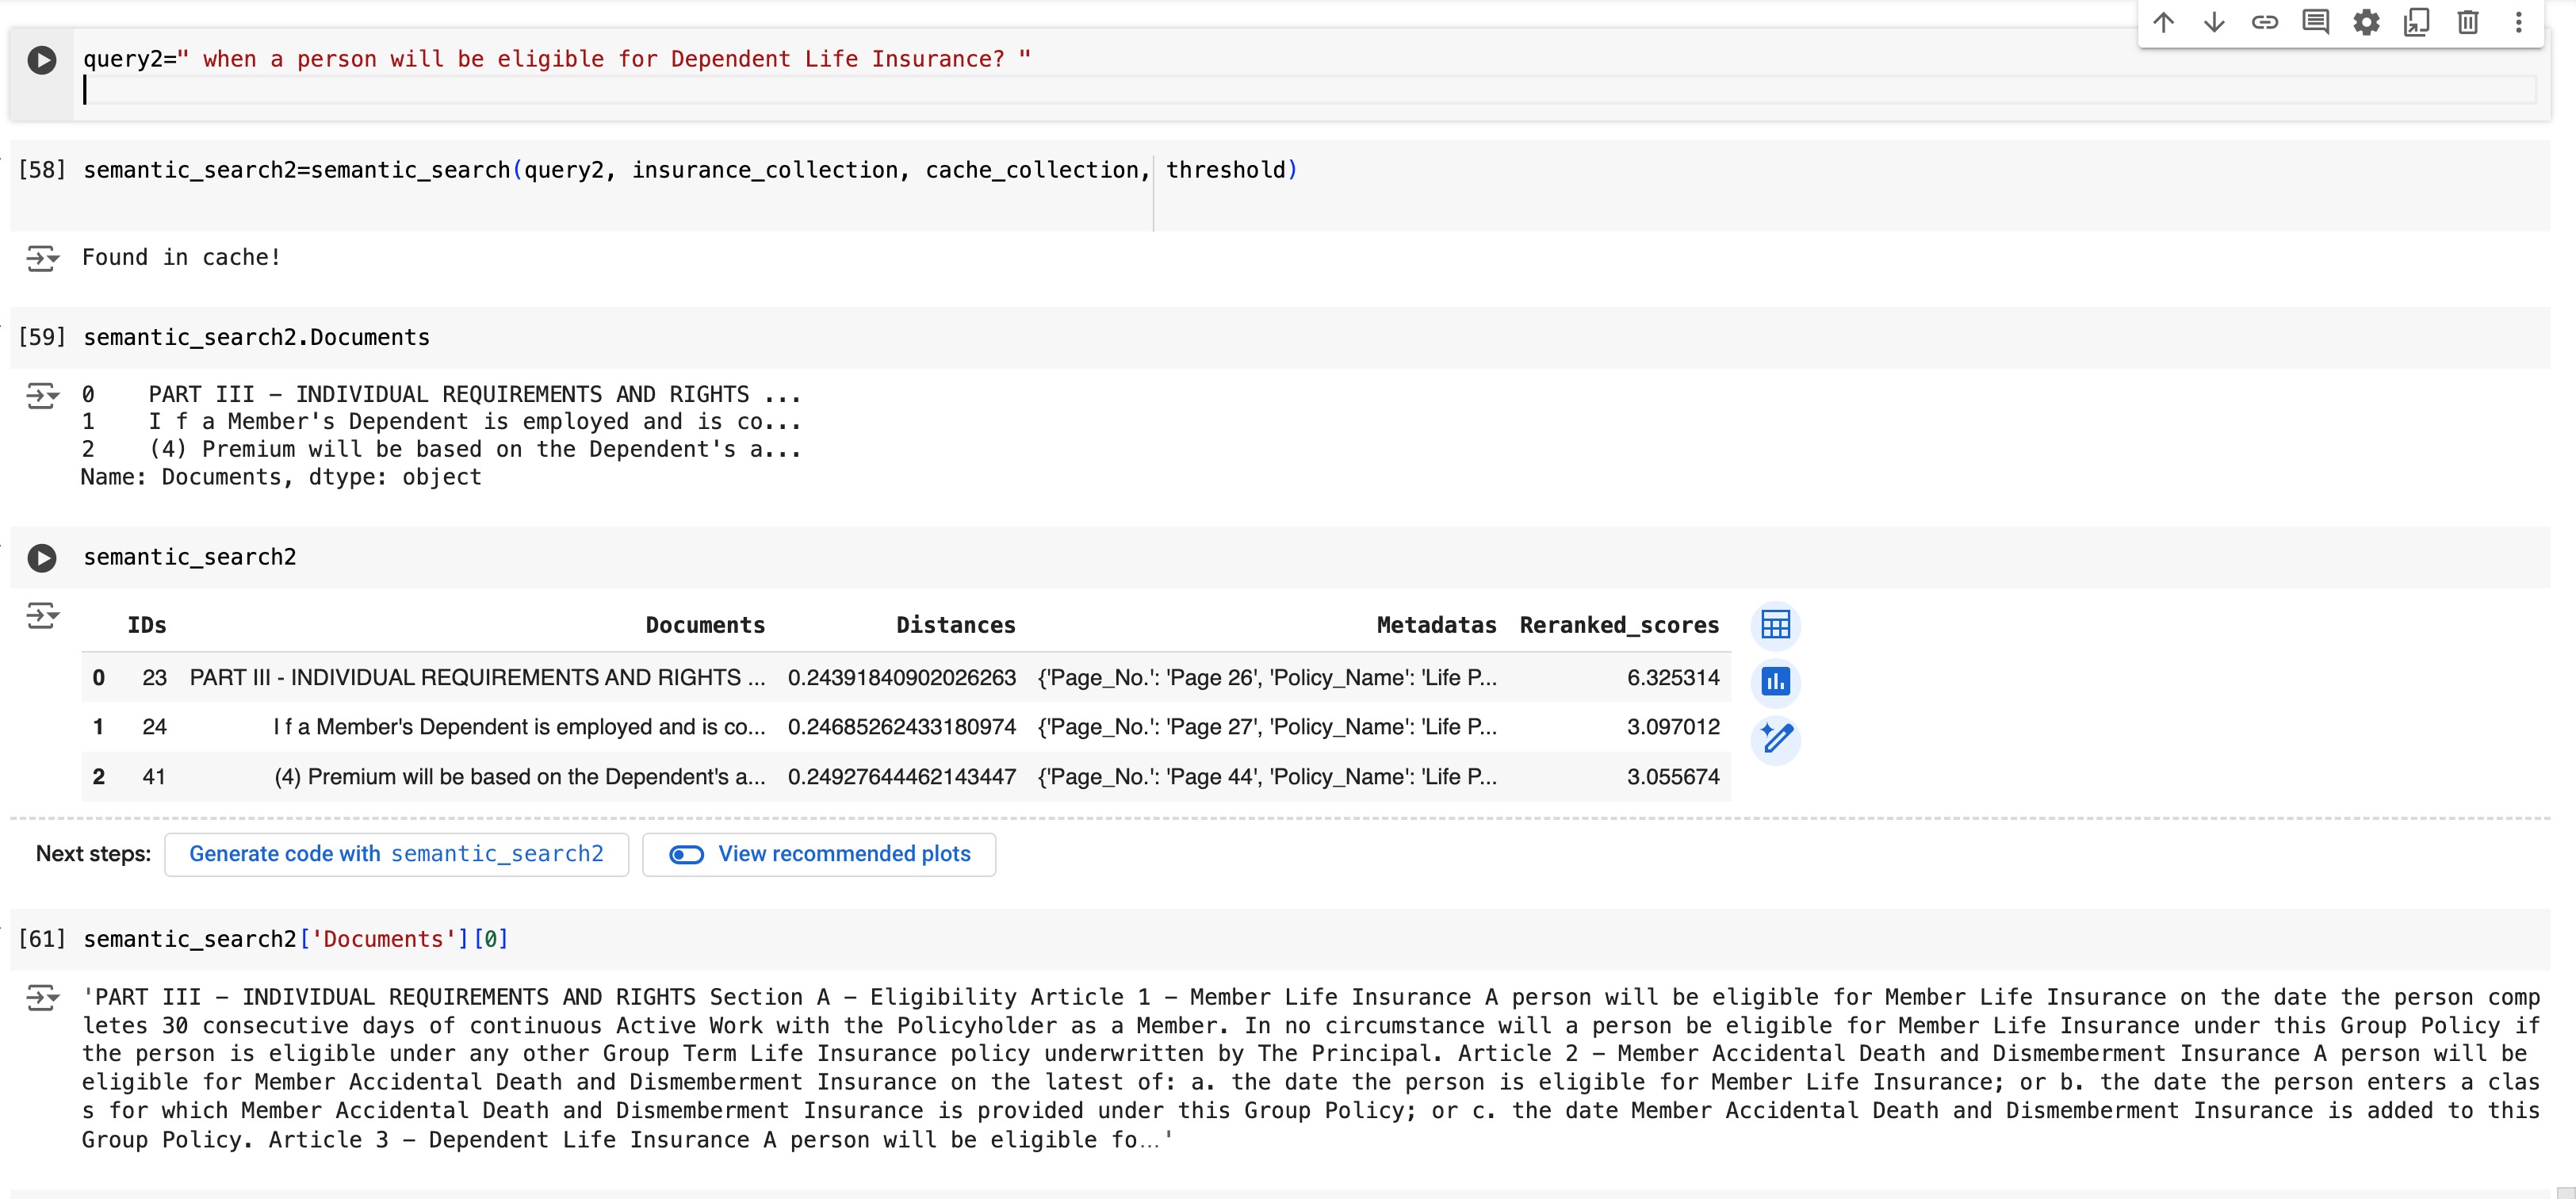 query2=" when a person will be eligible for Dependent Life Insurance? "
[58] semantic_search2=semantic_search(query2, insurance_collection, cache_collection, threshold)
Found in cache!
[59] semantic_search2.Documents
0 PART III – INDIVIDUAL REQUIREMENTS AND RIGHTS ...
1 I f a Member's Dependent is employed and is co...
2 (4) Premium will be based on the Dependent's a...
Name: Documents, dtype: object
semantic_search2
IDs Documents Distances Metadatas Reranked_scores
0 23 PART III - INDIVIDUAL REQUIREMENTS AND RIGHTS ... 0.24391840902026263 {'Page_No.': 'Page 26', 'Policy_Name': 'Life P... 6.325314
1 24 I f a Member's Dependent is employed and is co... 0.24685262433180974 {'Page_No.': 'Page 27', 'Policy_Name': 'Life P... 3.097012
2 41 (4) Premium will be based on the Dependent's a... 0.24927644462143447 {'Page_No.': 'Page 44', 'Policy_Name': 'Life P... 3.055674
Next steps: Generate code with semantic_search2 View recommended plots
[61] semantic_search2['Documents'][0]
'PART III – INDIVIDUAL REQUIREMENTS AND RIGHTS Section A – Eligibility Article 1 – Member Life Insurance A person will be eligible for Member Life Insurance on the date the person comp
letes 30 consecutive days of continuous Active Work with the Policyholder as a Member. In no circumstance will a person be eligible for Member Life Insurance under this Group Policy if
the person is eligible under any other Group Term Life Insurance policy underwritten by The Principal. Article 2 – Member Accidental Death and Dismemberment Insurance A person will be
eligible for Member Accidental Death and Dismemberment Insurance on the latest of: a. the date the person is eligible for Member Life Insurance; or b. the date the person enters a clas
s for which Member Accidental Death and Dismemberment Insurance is provided under this Group Policy; or c. the date Member Accidental Death and Dismemberment Insurance is added to this
Group Policy. Article 3 – Dependent Life Insurance A person will be eligible fo...'